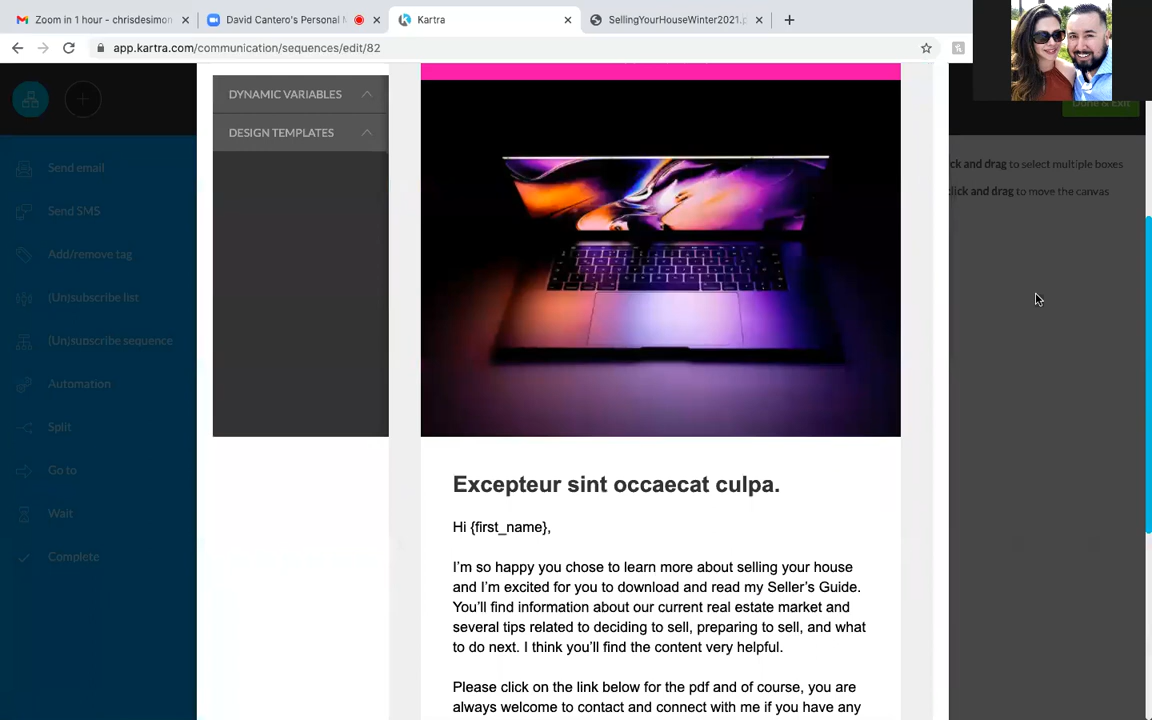 Zoom in 1 hour - chrisdesimon
David Cantero's Personal
Kartra
SellingYourHouseWinter2021.p
app.kartra.com/communication/sequences/edit/82
Done & Exit
DYNAMIC VARIABLES
DESIGN TEMPLATES
Send email
Send SMS
Add/remove tag
(Un)subscribe list
(Un)subscribe sequence
Automation
Split
Go to
Wait
Complete
ck and drag to select multiple boxes
lick and drag to move the canvas
Excepteur sint occaecat culpa.
Hi {first_name},
I'm so happy you chose to learn more about selling your house
and I'm excited for you to download and read my Seller's Guide.
You'll find information about our current real estate market and
several tips related to deciding to sell, preparing to sell, and what
to do next. I think you'll find the content very helpful.
Please click on the link below for the pdf and of course, you are
always welcome to contact and connect with me if you have any